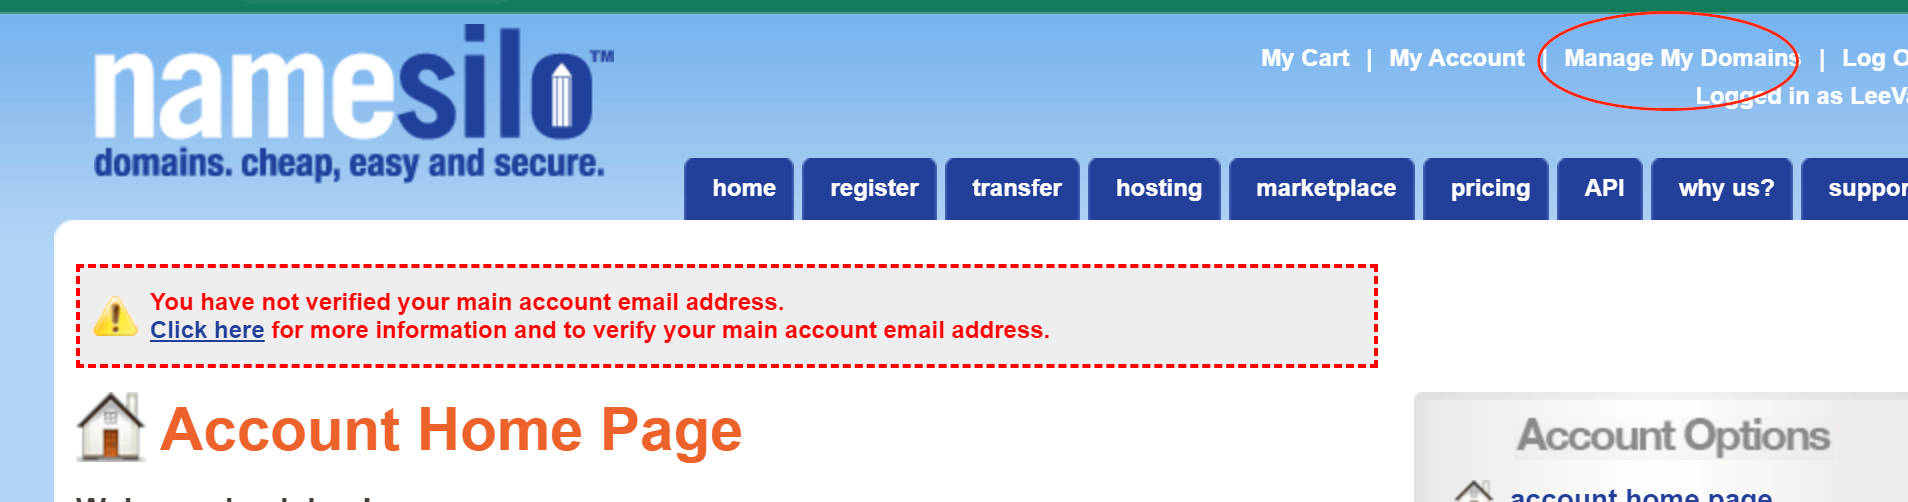 namesilo™
domains. cheap, easy and secure.
My Cart | My Account | Manage My Domains | Log O
Logged in as LeeV
home register transfer hosting marketplace pricing API why us? suppor
You have not verified your main account email address.
Click here for more information and to verify your main account email address.
Account Home Page
Account Options
account home page